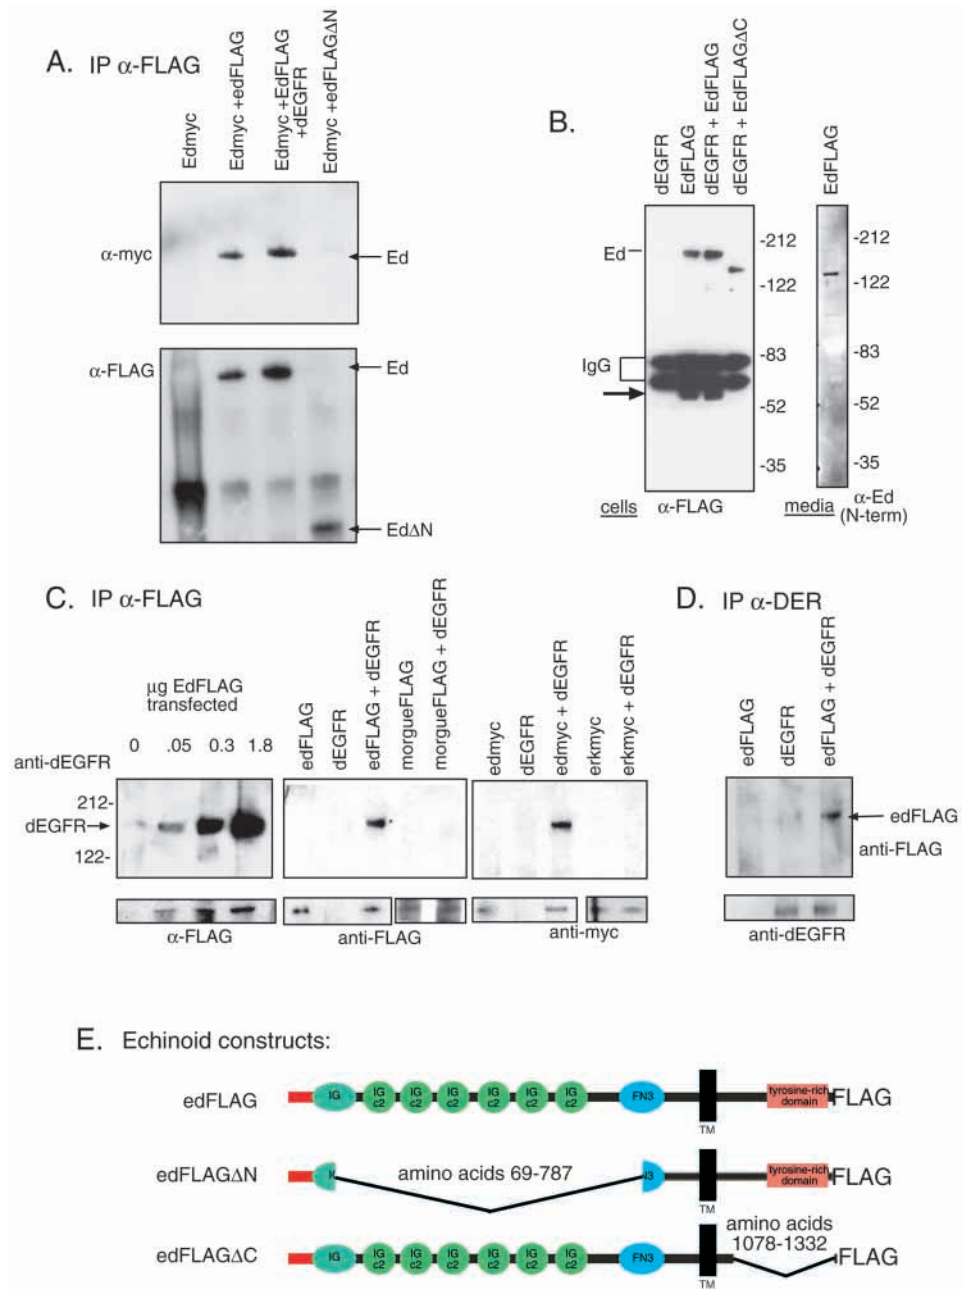 A. IP α-FLAG
Edmyc
Edmyc +edFLAG
Edmyc +EdFLAG
+dEGFR
Edmyc +edFLAGΔN
α-myc
Ed
α-FLAG
Ed
EdΔN
B.
dEGFR
EdFLAG
dEGFR + EdFLAG
dEGFR + EdFLAGΔC
EdFLAG
Ed
IgG
-212
-122
-83
-52
-35
-212
-122
-83
-52
-35
cells α-FLAG
media α-Ed
(N-term)
C. IP α-FLAG
μg EdFLAG
transfected
0 .05 0.3 1.8
anti-dEGFR
212-
dEGFR
122-
α-FLAG
edFLAG
dEGFR
edFLAG + dEGFR
morgueFLAG
morgueFLAG + dEGFR
anti-FLAG
edmyc
dEGFR
edmyc + dEGFR
erkmyc
erkmyc + dEGFR
anti-myc
D. IP α-DER
edFLAG
dEGFR
edFLAG + dEGFR
edFLAG
anti-FLAG
anti-dEGFR
E. Echinoid constructs:
edFLAG
IG
IG c2
IG c2
IG c2
IG c2
IG c2
IG c2
FN3
TM
tyrosine-rich
domain
FLAG
edFLAGΔN
amino acids 69-787
N3
TM
tyrosine-rich
domain
FLAG
edFLAGΔC
IG
IG c2
IG c2
IG c2
IG c2
IG c2
IG c2
FN3
TM
amino acids
1078-1332
FLAG